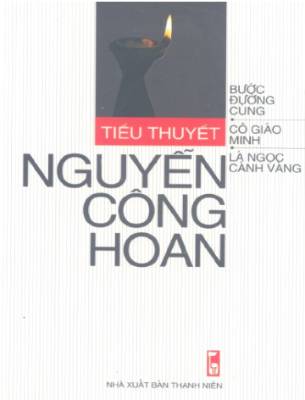 BƯỚC
ĐƯỜNG
CÙNG
CÔ GIÁO
MINH
LÁ NGỌC
CÀNH VÀNG
TIỂU THUYẾT
NGUYỄN
CÔNG
HOAN
NHÀ XUẤT BẢN THANH NIÊN